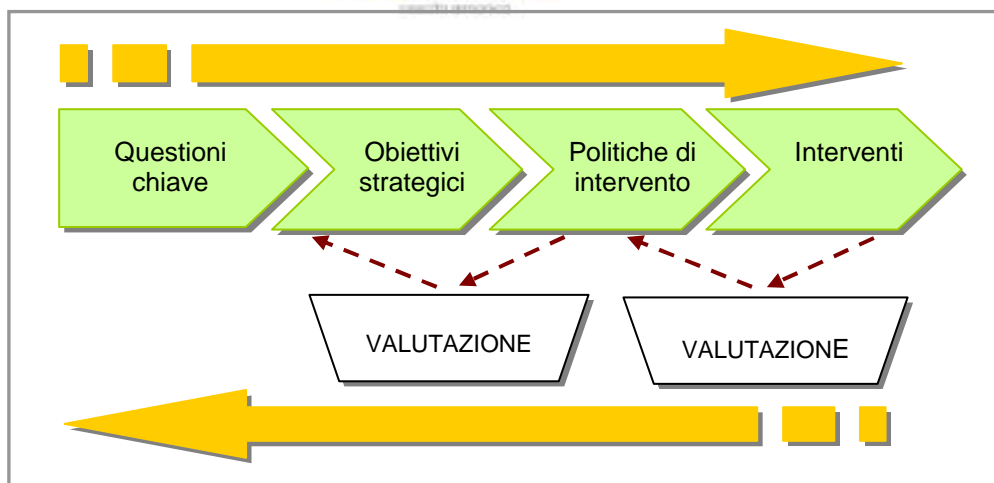 Questioni
chiave
Obiettivi
strategici
Politiche di
intervento
Interventi
VALUTAZIONE
VALUTAZIONE